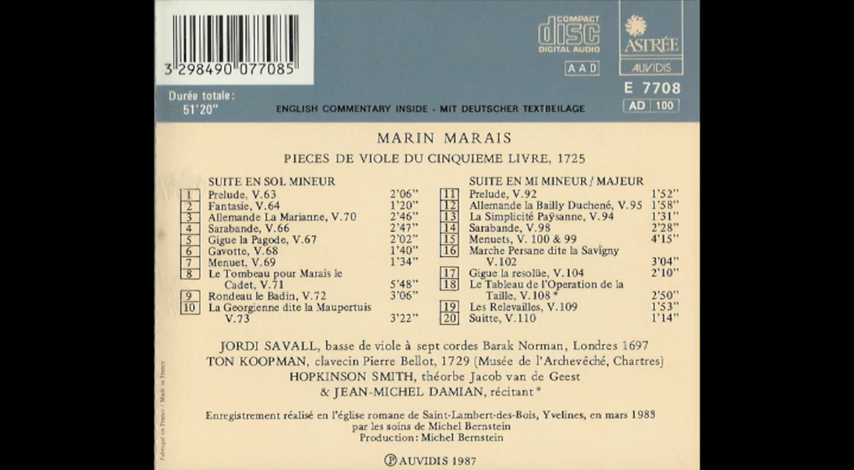 COMPACT
disc
DIGITAL AUDIO
AAD
ASTRÉE
AUVIDIS
E 7708
AD 100
3 298490 077085
Durée totale:
51'20"
ENGLISH COMMENTARY INSIDE - MIT DEUTSCHER TEXTBEILAGE
MARIN MARAIS
PIECES DE VIOLE DU CINQUIEME LIVRE, 1725
SUITE EN SOL MINEUR
1 Prelude, V.63 2'06"
2 Fantasie, V.64 1'20"
3 Allemande La Marianne, V.70 2'46"
4 Sarabande, V.66 2'47"
5 Gigue la Pagode, V.67 2'02"
6 Gavotte, V.68 1'40"
7 Menuet, V.69 1'34"
8 Le Tombeau pour Marais le
Cadet, V.71 5'48"
9 Rondeau le Badin, V.72 3'06"
10 La Georgienne dite la Maupertuis
V.73 3'22"
SUITE EN MI MINEUR/MAJEUR
11 Prelude, V.92 1'52"
12 Allemande la Bailly Duchené, V.95 1'58"
13 La Simplicité Paÿsanne, V.94 1'31"
14 Sarabande, V.98 2'28"
15 Menuets, V. 100 & 99 4'15"
16 Marche Persane dite la Savigny
V.102 3'04"
17 Gigue la resolüe, V.104 2'10"
18 Le Tableau de l'Operation de la
Taille, V.108* 2'50"
19 Les Relevailles, V.109 1'53"
20 Suitte, V.110 1'14"
JORDI SAVALL, basse de viole à sept cordes Barak Norman, Londres 1697
TON KOOPMAN, clavecin Pierre Bellot, 1729 (Musée de l'Archevêché, Chartres)
HOPKINSON SMITH, théorbe Jacob van de Geest
& JEAN-MICHEL DAMIAN, récitant*
Enregistrement réalisé en l'église romane de Saint-Lambert-des-Bois, Yvelines, en mars 1983
par les soins de Michel Bernstein
Production: Michel Bernstein
Ⓟ AUVIDIS 1987
Fabriqué en France / Made in France